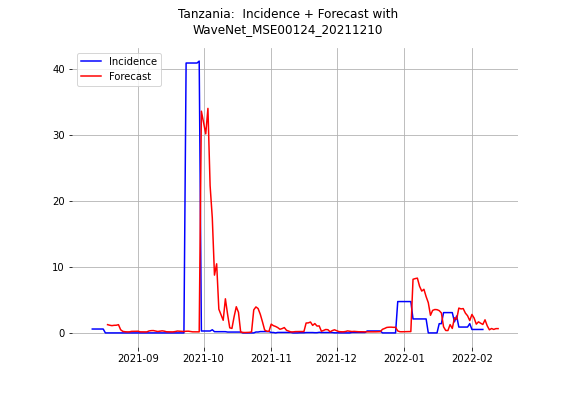 Tanzania:  Incidence + Forecast with
WaveNet_MSE00124_20211210
Incidence
Forecast
40
30
20
10
0
2021-09
2021-10
2021-11
2021-12
2022-01
2022-02